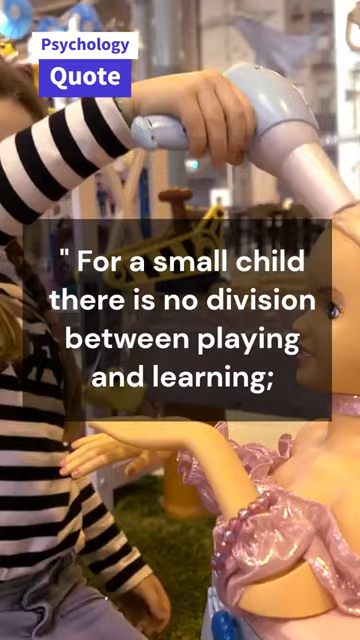 Psychology
Quote
" For a small child
there is no division
between playing
and learning;